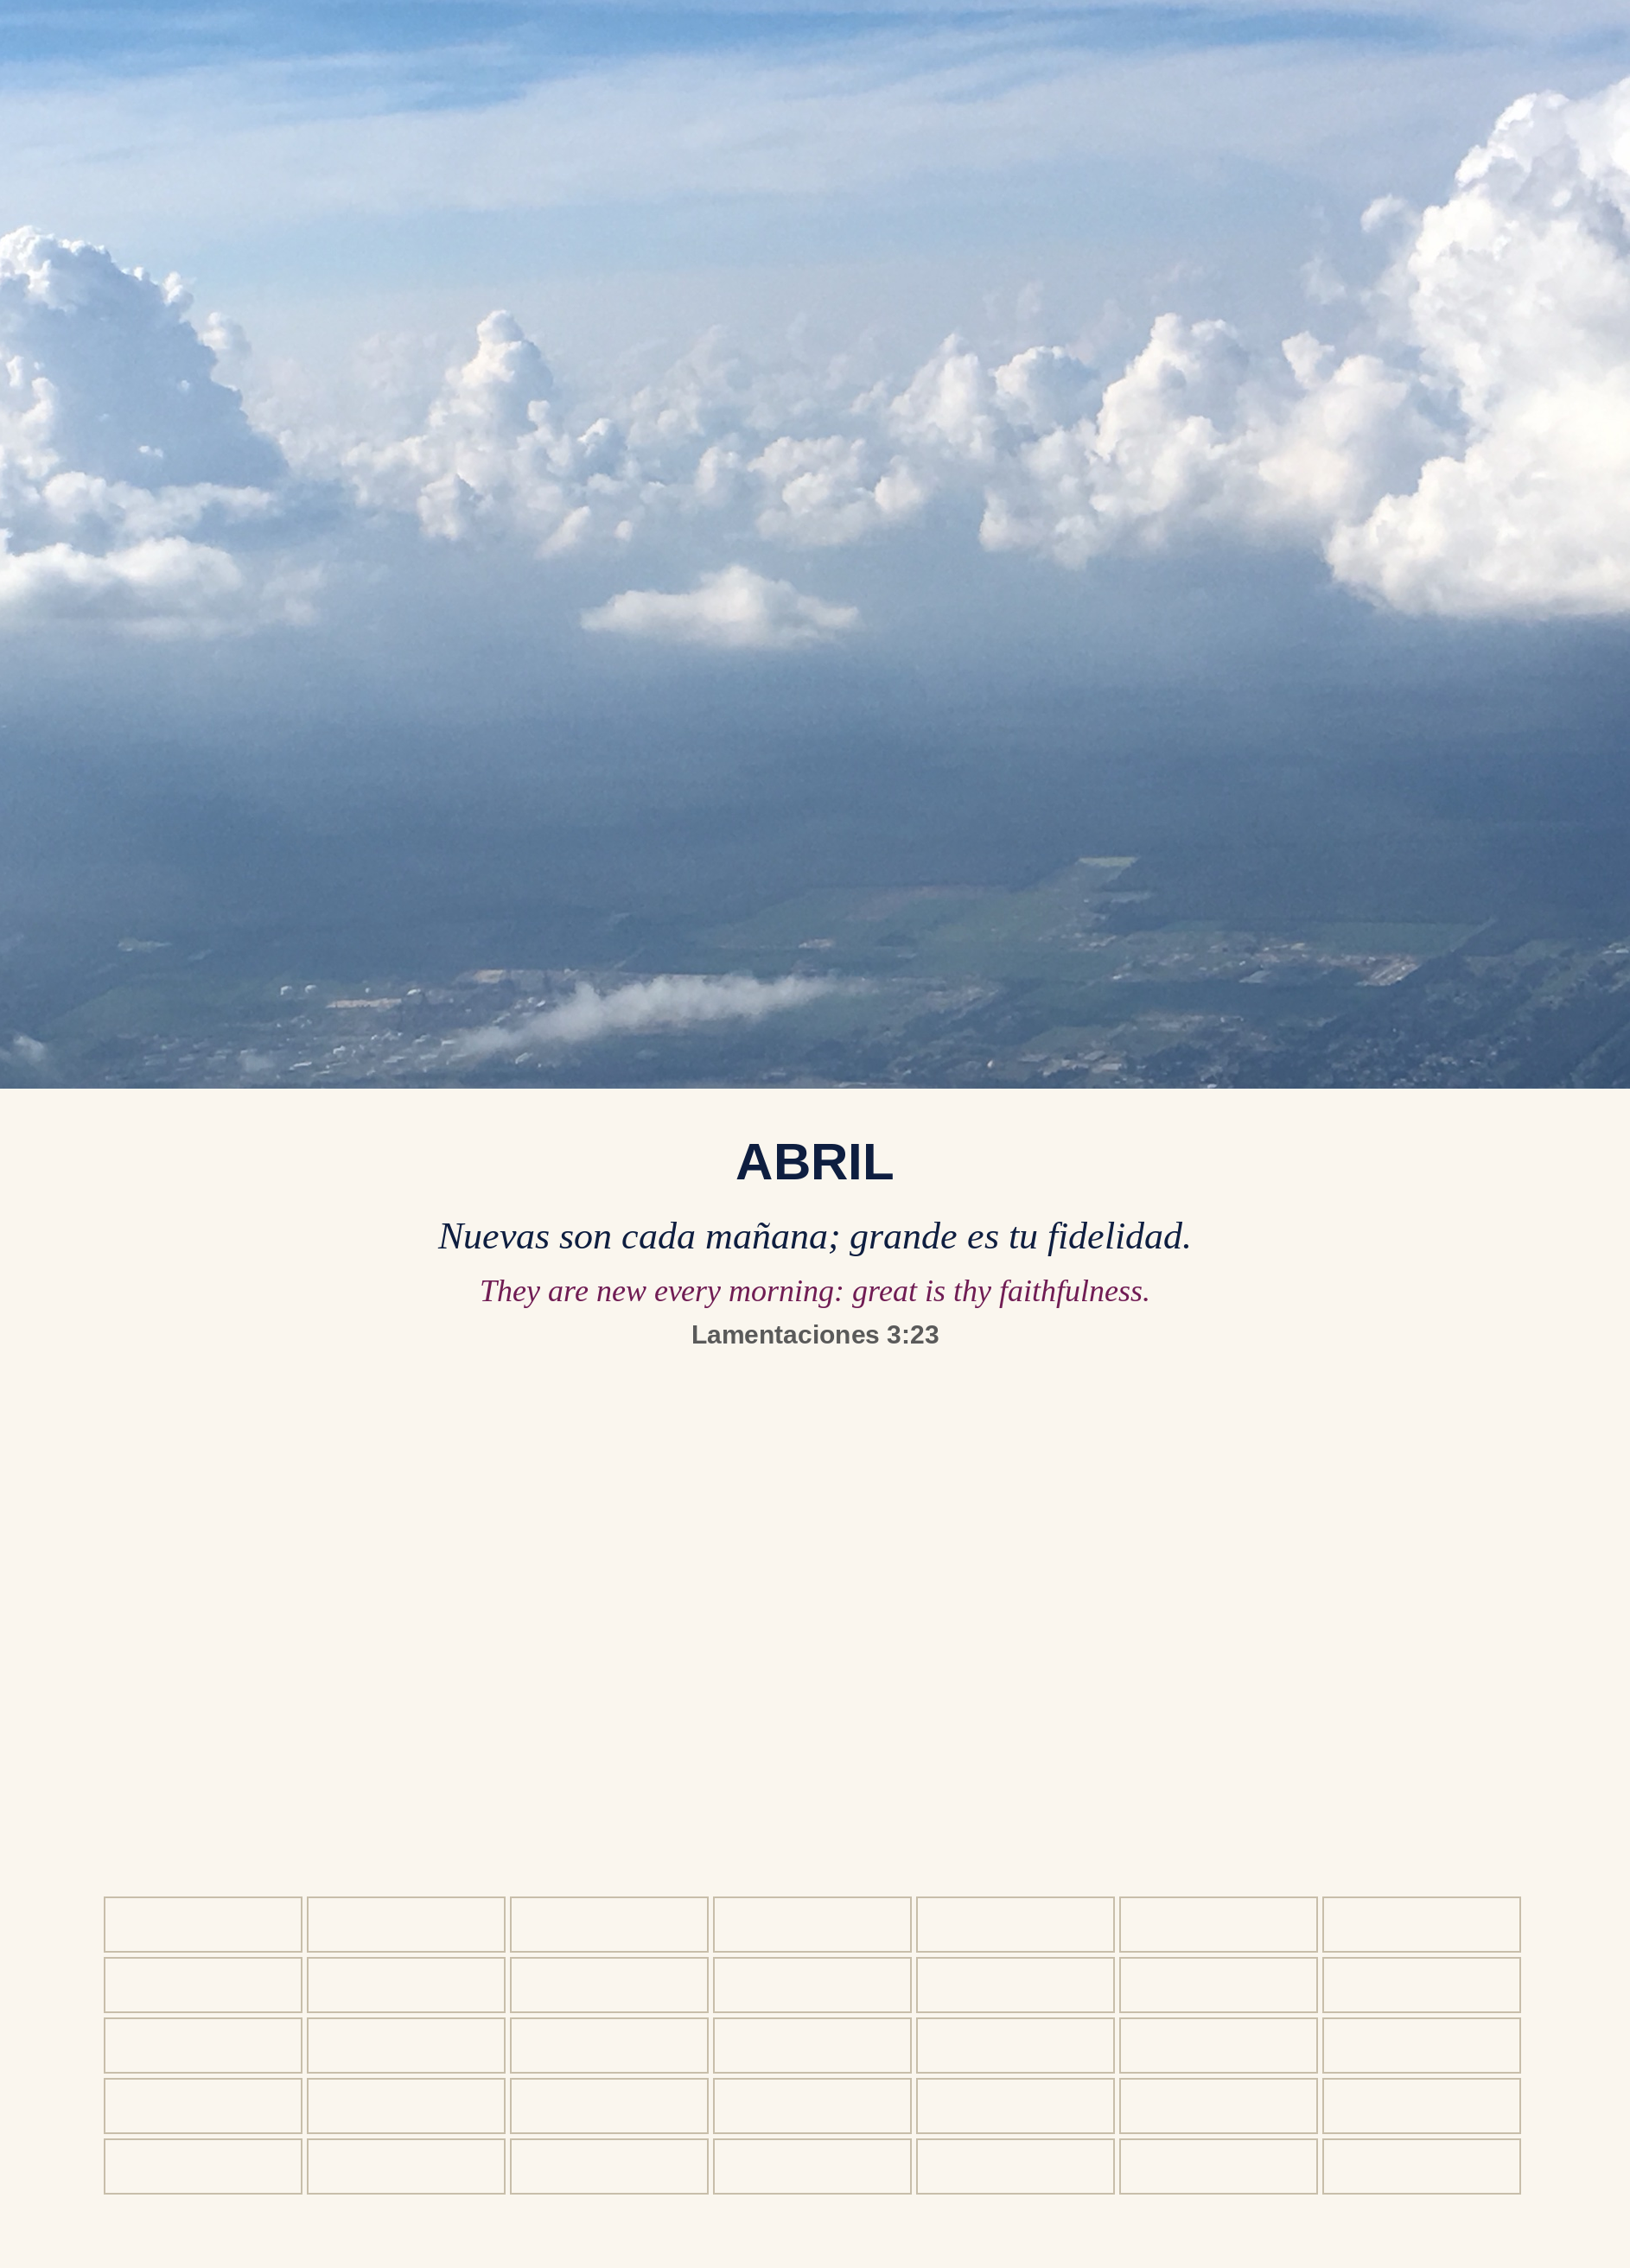 ABRIL
Nuevas son cada mañana; grande es tu fidelidad.
They are new every morning: great is thy faithfulness.
Lamentaciones 3:23